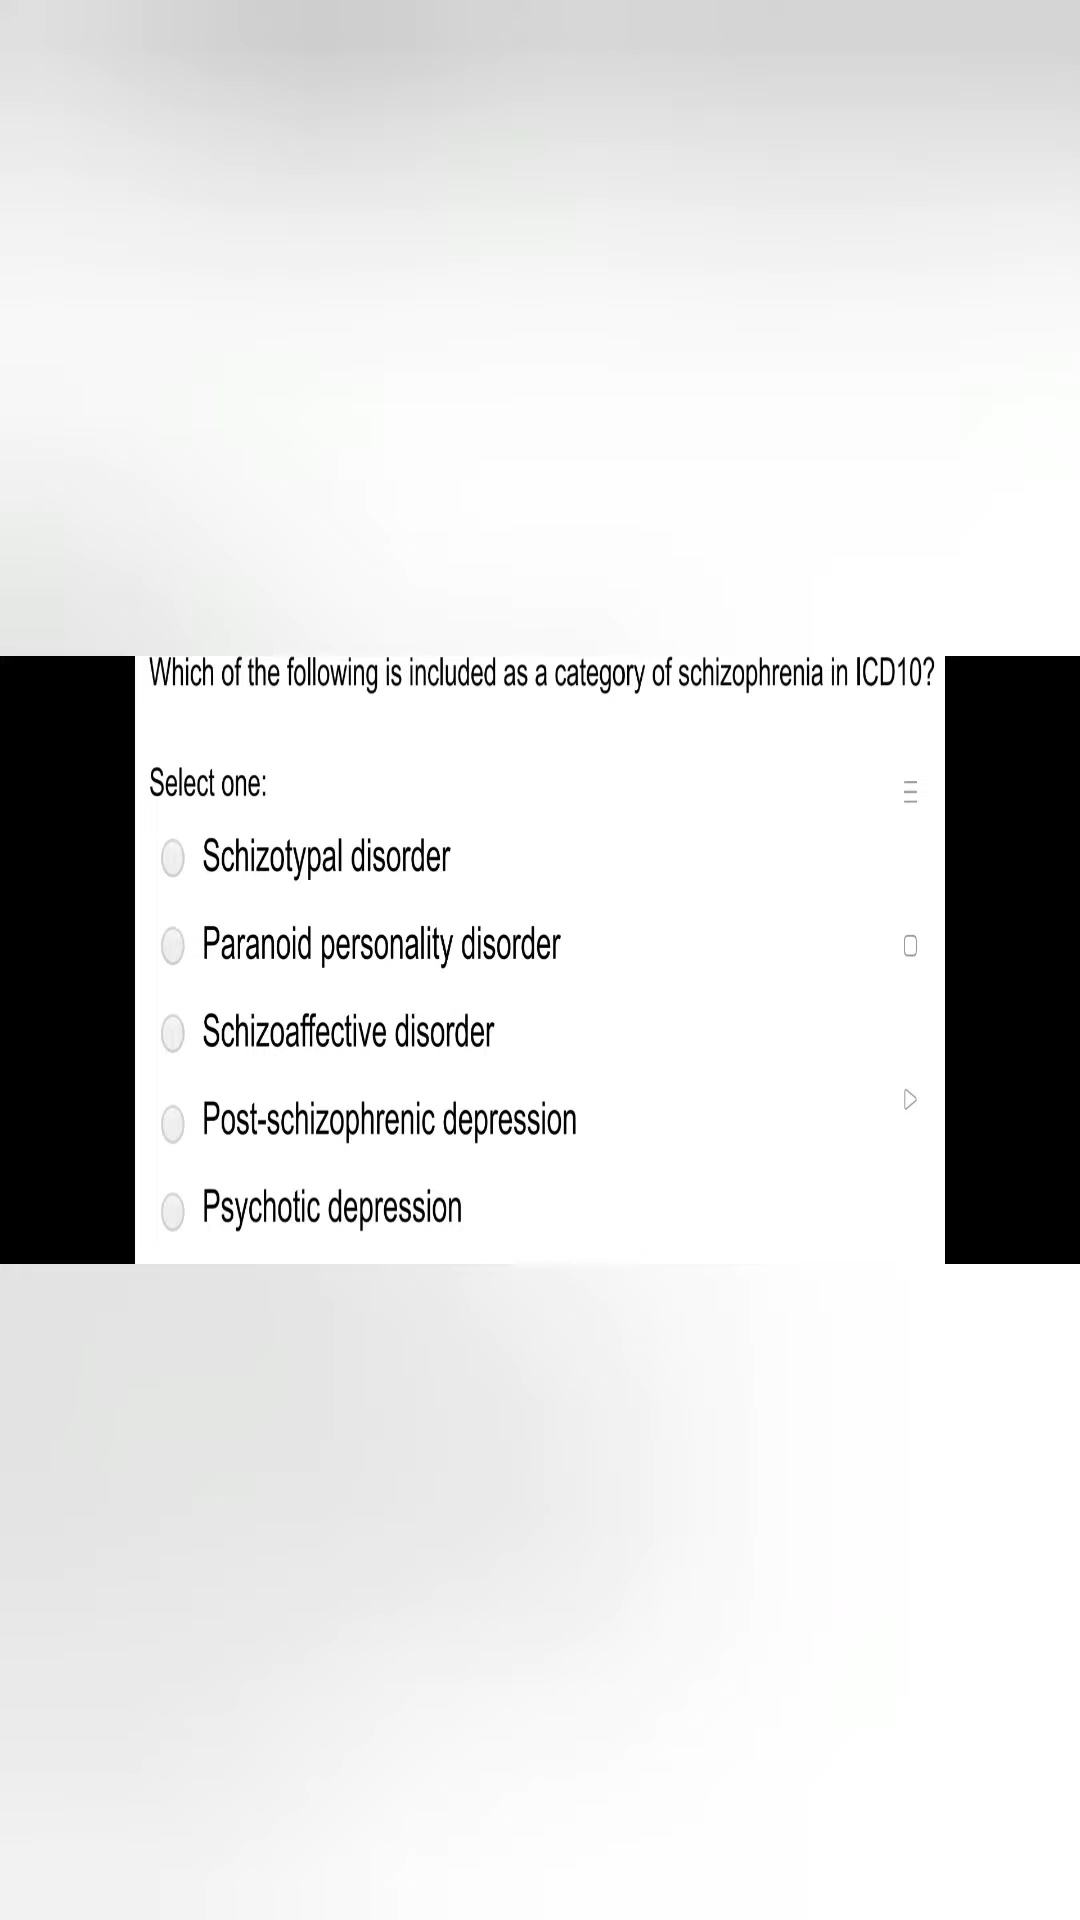 Which of the following is included as a category of schizophrenia in ICD10?
Select one:
Schizotypal disorder
Paranoid personality disorder
Schizoaffective disorder
Post-schizophrenic depression
Psychotic depression